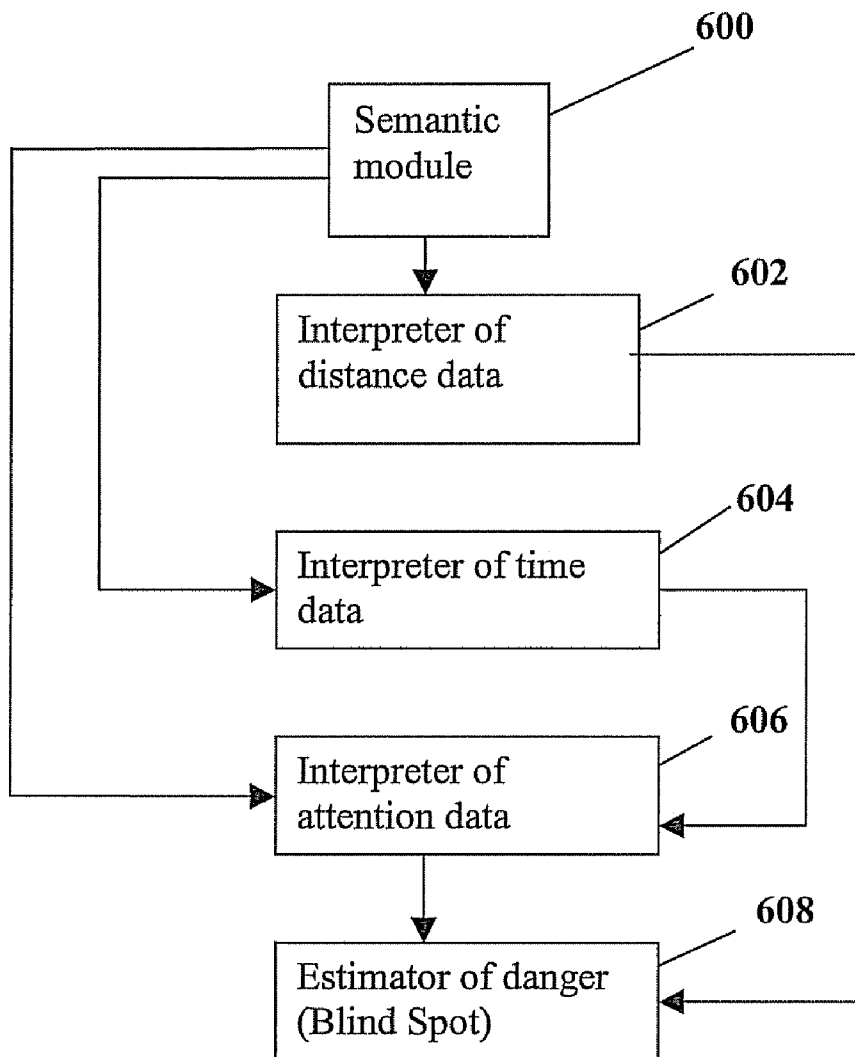 600
Semantic
module
602
Interpreter of
distance data
604
Interpreter of time
data
606
Interpreter of
attention data
608
Estimator of danger
(Blind Spot)